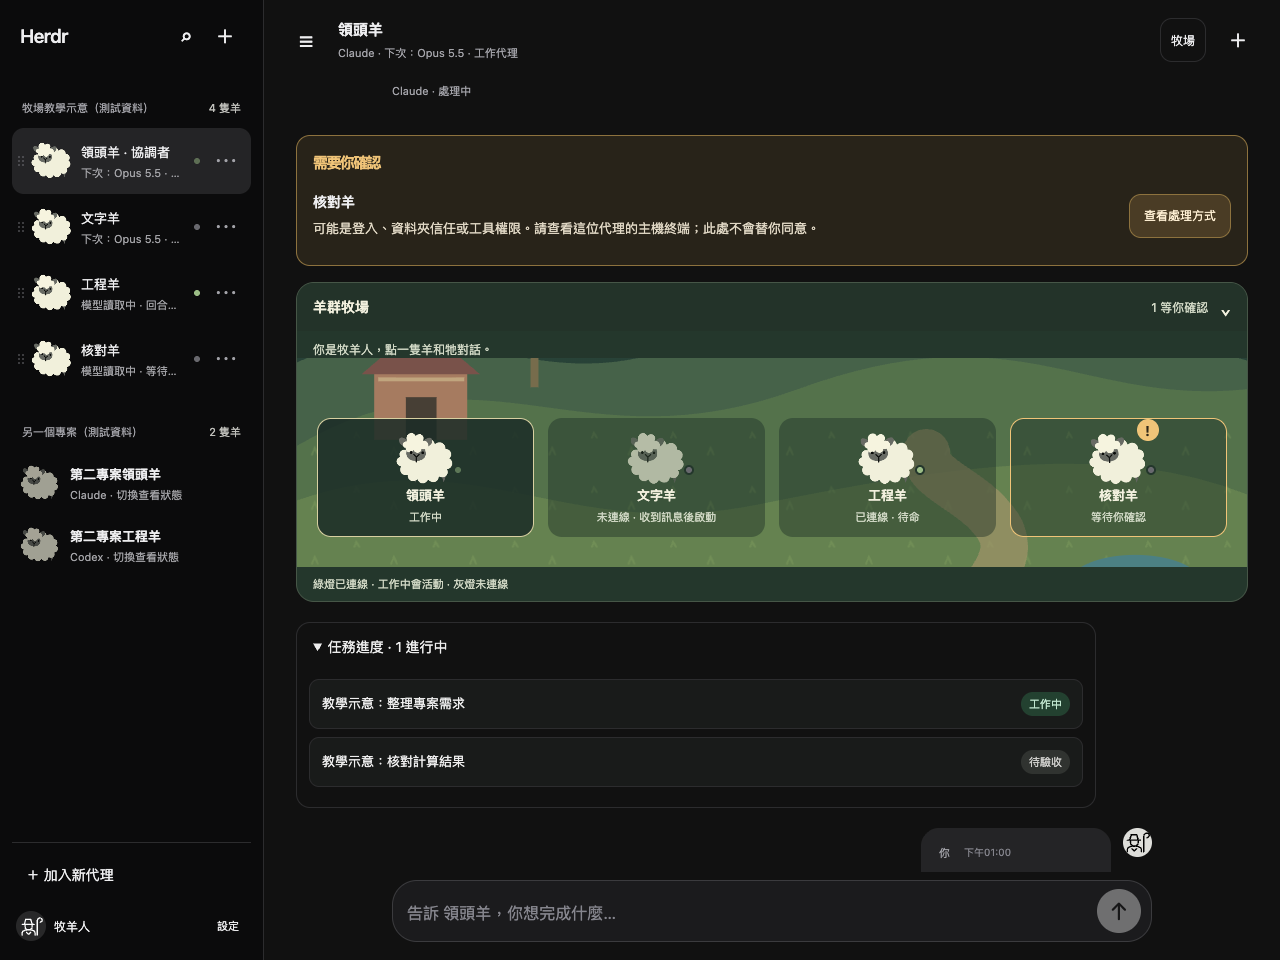 Herdr
牧場教學示意（測試資料） 4 隻羊
領頭羊 · 協調者
下次：Opus 5.5 · ...
文字羊
下次：Opus 5.5 · ...
工程羊
模型讀取中 · 回合...
核對羊
模型讀取中 · 等待...
另一個專案（測試資料） 2 隻羊
第二專案領頭羊
Claude · 切換查看狀態
第二專案工程羊
Codex · 切換查看狀態
+ 加入新代理
牧羊人 設定
領頭羊
Claude · 下次：Opus 5.5 · 工作代理
牧場
Claude · 處理中
需要你確認
核對羊
可能是登入、資料夾信任或工具權限。請查看這位代理的主機終端；此處不會替你同意。
查看處理方式
羊群牧場 1 等你確認
你是牧羊人，點一隻羊和牠對話。
領頭羊
工作中
文字羊
未連線 · 收到訊息後啟動
工程羊
已連線 · 待命
!
核對羊
等待你確認
綠燈已連線 · 工作中會活動 · 灰燈未連線
▼ 任務進度 · 1 進行中
教學示意：整理專案需求 工作中
教學示意：核對計算結果 待驗收
你 下午01:00
告訴 領頭羊，你想完成什麼...